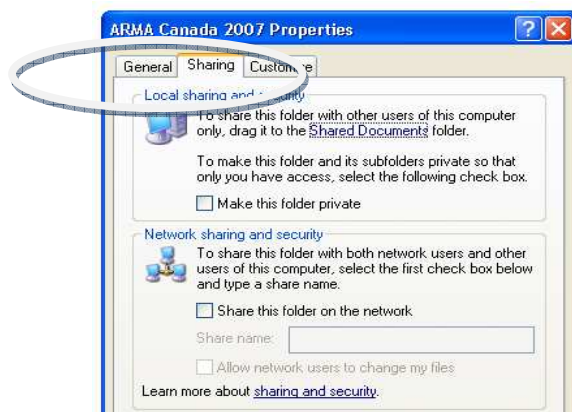 ARMA Canada 2007 Properties
General Sharing Customize
Local sharing and security
To share this folder with other users of this computer
only, drag it to the Shared Documents folder.
To make this folder and its subfolders private so that
only you have access, select the following check box.
Make this folder private
Network sharing and security
To share this folder with both network users and other
users of this computer, select the first check box below
and type a share name.
Share this folder on the network
Share name:
Allow network users to change my files
Learn more about sharing and security.